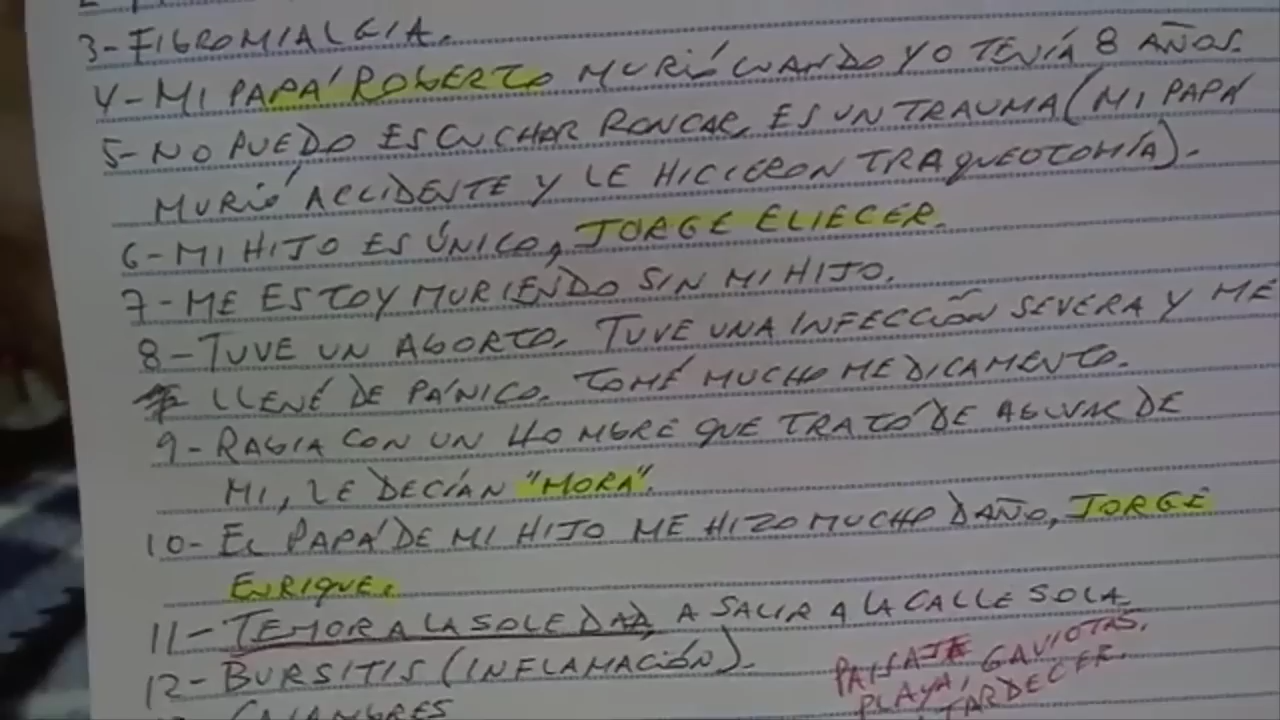 3-FIBROMIALGIA.
4-MI PAPÁ ROBERTO MURIÓ CUANDO YO TENÍA 8 AÑOS.
5-NO PUEDO ESCUCHAR RONCAR, ES UN TRAUMA (MI PAPÁ
MURIÓ ACCIDENTE Y LE HICIERON TRAQUEOTOMÍA).
6-MI HIJO ES ÚNICO, JORGE ELIECER.
7-ME ESTOY MURIENDO SIN MI HIJO.
8-TUVE UN ABORTO. TUVE UNA INFECCIÓN SEVERA Y ME
LLENÉ DE PÁNICO. TOMÉ MUCHO MEDICAMENTO.
9-RABIA CON UN HOMBRE QUE TRATÓ DE ABUSAR DE
MI, LE DECÍAN "MORA".
10-EL PAPÁ DE MI HIJO ME HIZO MUCHO DAÑO, JORGE
ENRIQUE.
11-TEMOR A LA SOLEDAD, A SALIR A LA CALLE SOLA.
12-BURSITIS (INFLAMACIÓN).
CALAMBRES
PAISAJE
PLAYA, GAVIOTAS,
TARDECER.